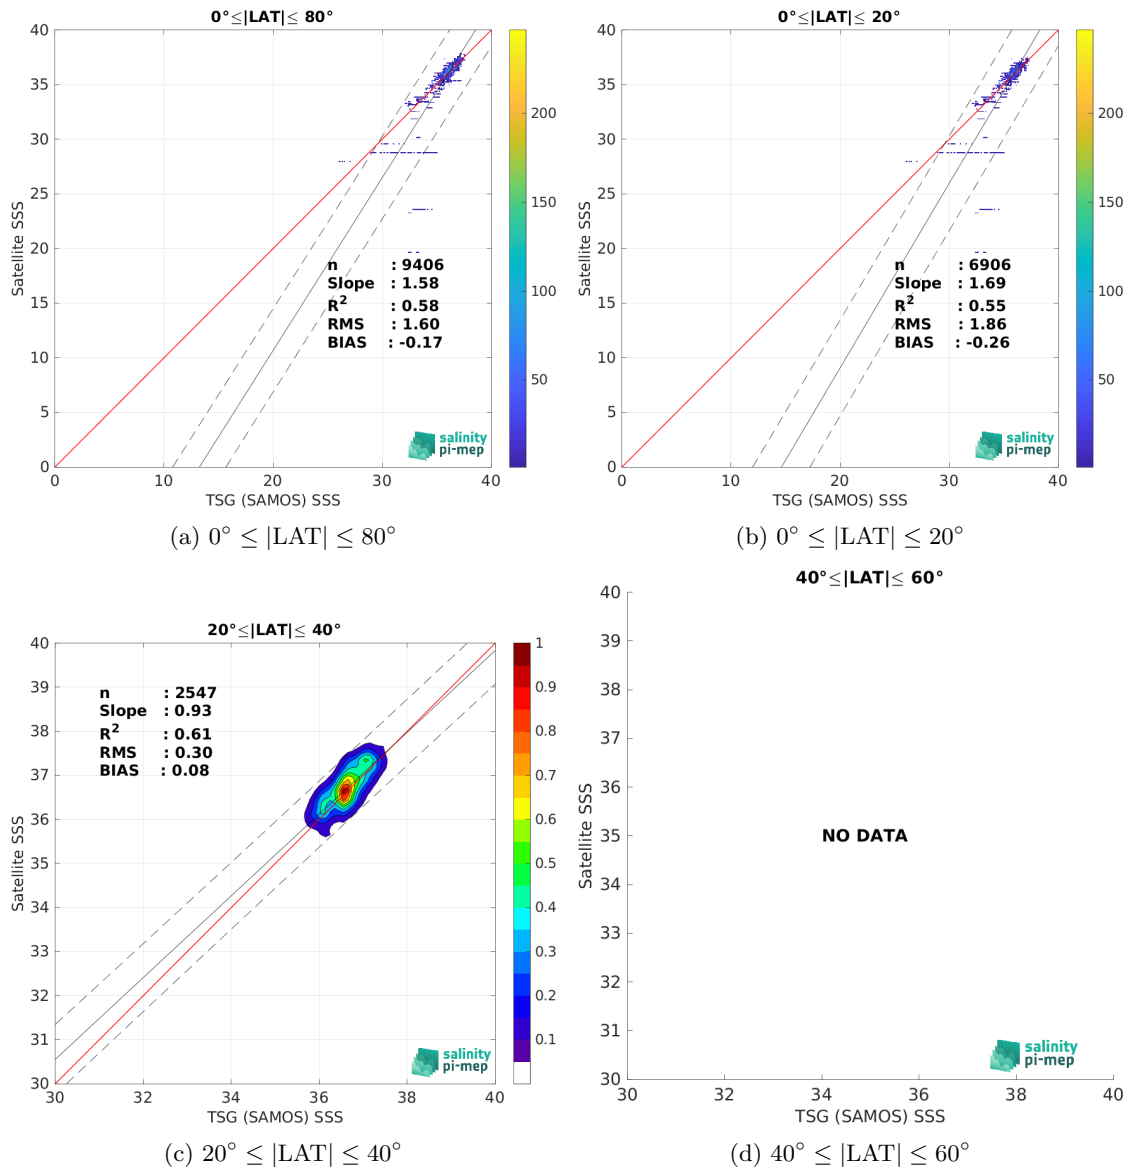 0°≤|LAT|≤ 80°
40
35
30
25
20
15
10
5
0
Satellite SSS
n : 9406
Slope : 1.58
R2 : 0.58
RMS : 1.60
BIAS : -0.17
salinity
pi-mep
0 10 20 30 40
TSG (SAMOS) SSS
200
150
100
50
(a) 0° ≤ |LAT| ≤ 80°
0°≤|LAT|≤ 20°
40
35
30
25
20
15
10
5
0
Satellite SSS
n : 6906
Slope : 1.69
R2 : 0.55
RMS : 1.86
BIAS : -0.26
salinity
pi-mep
0 10 20 30 40
TSG (SAMOS) SSS
200
150
100
50
(b) 0° ≤ |LAT| ≤ 20°
20°≤|LAT|≤ 40°
40
39
38
37
36
35
34
33
32
31
30
Satellite SSS
n : 2547
Slope : 0.93
R2 : 0.61
RMS : 0.30
BIAS : 0.08
salinity
pi-mep
30 32 34 36 38 40
TSG (SAMOS) SSS
1
0.9
0.8
0.7
0.6
0.5
0.4
0.3
0.2
0.1
(c) 20° ≤ |LAT| ≤ 40°
40°≤|LAT|≤ 60°
40
39
38
37
36
35
34
33
32
31
30
Satellite SSS
NO DATA
salinity
pi-mep
30 32 34 36 38 40
TSG (SAMOS) SSS
(d) 40° ≤ |LAT| ≤ 60°